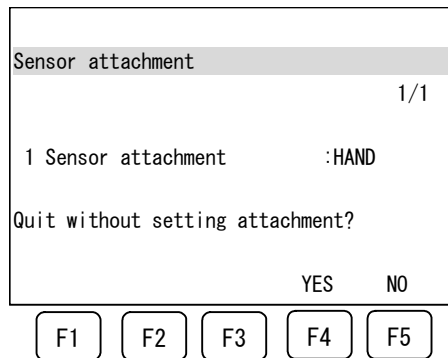 Sensor attachment
1/1
1 Sensor attachment :HAND
Quit without setting attachment?
YES NO
F1 F2 F3 F4 F5